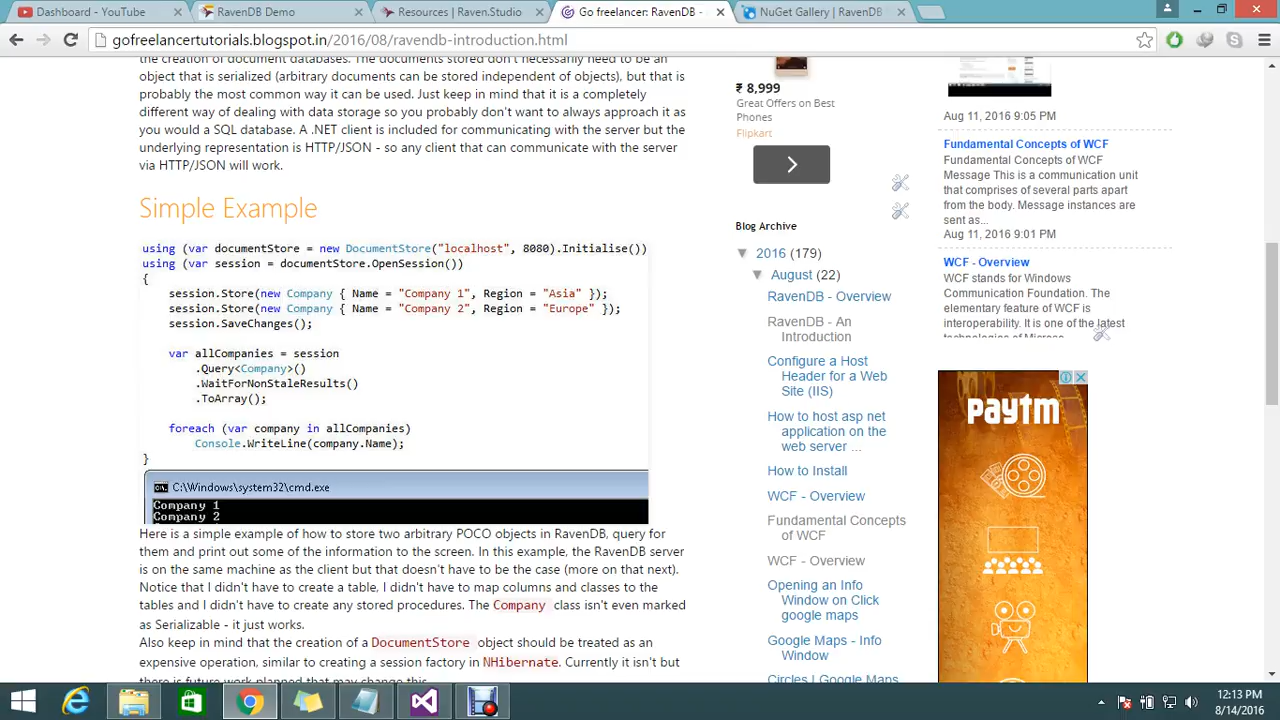 YouTube
RavenDB Demo
Resources | Raven.Studio
Go freelancer RavenDB -
NuGet Gallery | RavenDB
gofreelancertutorials.blogspot.in/2016/08/ravendb-introduction.html
the creation of document databases. The documents stored don't necessarily need to be an
object that is serialized into the document (they are stored independent of objects), but that is
probably the most common way it can be used. Just keep in mind that it is a completely
different way of dealing with data storage so you probably don't want to always approach it as
you would a SQL database. A .NET client is included for communicating with the server but the
underlying representation is HTTP/JSON - any client that can communicate with the server
via HTTP/JSON will work.
Simple Example
using (var documentStore = new DocumentStore("localhost", 8080).Initialise())
using (var session = documentStore.OpenSession())
{
session.Store(new Company { Name = "Company 1", Region = "Asia" });
session.Store(new Company { Name = "Company 2", Region = "Europe" });
session.SaveChanges();
var allCompanies = session
.Query<Company>()
.WaitForNonStaleResults()
.ToArray();
foreach (var company in allCompanies)
Console.WriteLine(company.Name);
}
C:\Windows\system32\cmd.exe
Company 1
Company 2
Here is a simple example of how to store two arbitrary POCO objects in RavenDB, query for
them and print out some of the information to the screen. In this example, the RavenDB server
is on the same machine as the client but that doesn't have to be the case (more on that next).
Notice that I didn't have to create a table, I didn't have to map columns and classes to the
tables and I didn't have to create any stored procedures. The Company class isn't even marked
as Serializable - it just works.
Also keep in mind that the creation of a DocumentStore object should be treated as an
expensive operation, similar to creating a session factory in NHibernate. Currently it isn't but
there is future work planned that may change this.
₹ 8,999
Great Offers on Best
Phones
Flipkart
Blog Archive
▼ 2016 (179)
▼ August (22)
RavenDB - Overview
RavenDB - An
Introduction
Configure a Host
Header for a Web
Site (IIS)
How to host asp net
application on the
web server ...
How to Install
WCF - Overview
Fundamental Concepts
of WCF
WCF - Overview
Opening an Info
Window on Click
google maps
Google Maps - Info
Window
Circles | Google Maps
Aug 11, 2016 9:05 PM
Fundamental Concepts of WCF
Fundamental Concepts of WCF
Message This is a communication unit
that comprises of several parts apart
from the body. Message instances are
sent as...
Aug 11, 2016 9:01 PM
WCF - Overview
WCF stands for Windows
Communication Foundation. The
elementary feature of WCF is
interoperability. It is one of the latest
technologies of Micros
paytm
12:13 PM
8/14/2016